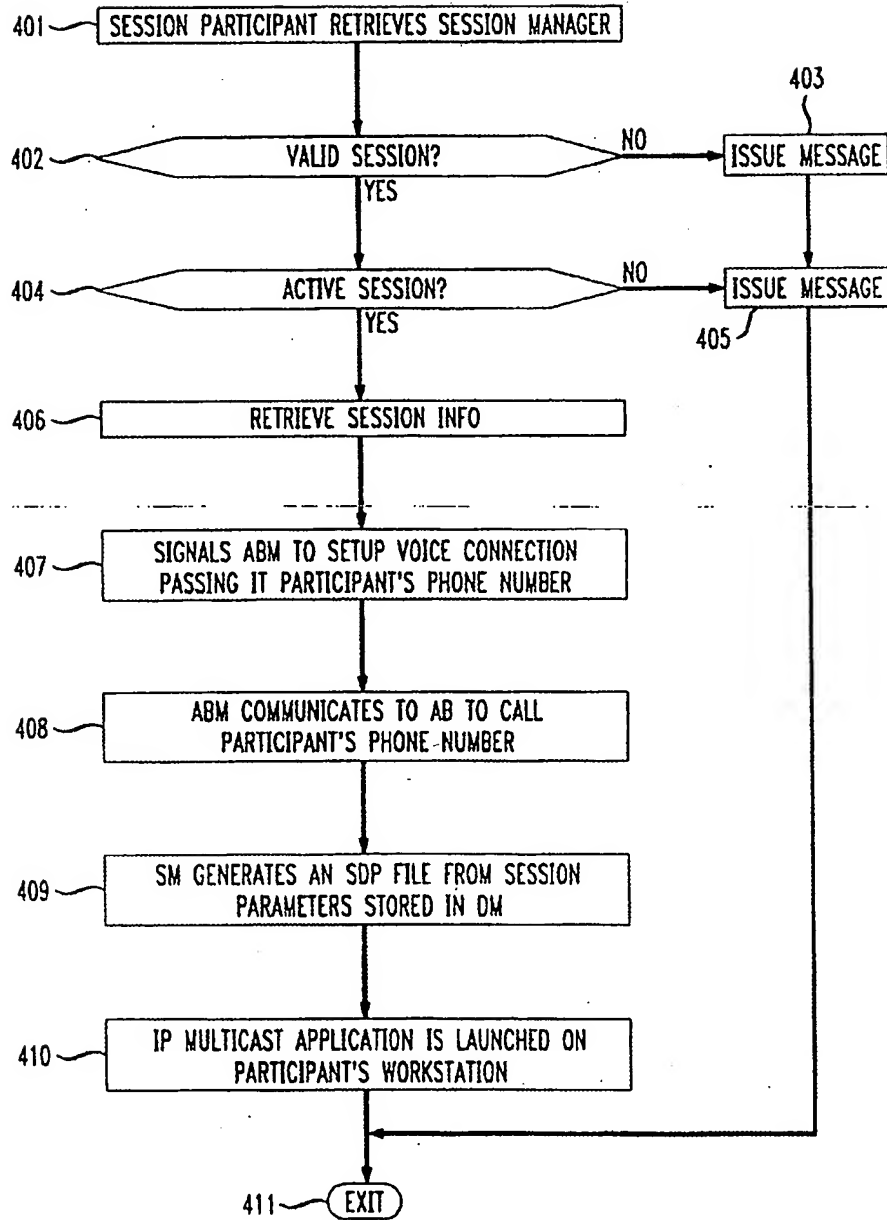 401 SESSION PARTICIPANT RETRIEVES SESSION MANAGER
403
402 VALID SESSION? NO ISSUE MESSAGE
YES
404 ACTIVE SESSION? NO ISSUE MESSAGE
YES 405
406 RETRIEVE SESSION INFO
407 SIGNALS ABM TO SETUP VOICE CONNECTION
PASSING IT PARTICIPANT'S PHONE NUMBER
408 ABM COMMUNICATES TO AB TO CALL
PARTICIPANT'S PHONE NUMBER
409 SM GENERATES AN SDP FILE FROM SESSION
PARAMETERS STORED IN DM
410 IP MULTICAST APPLICATION IS LAUNCHED ON
PARTICIPANT'S WORKSTATION
411 EXIT